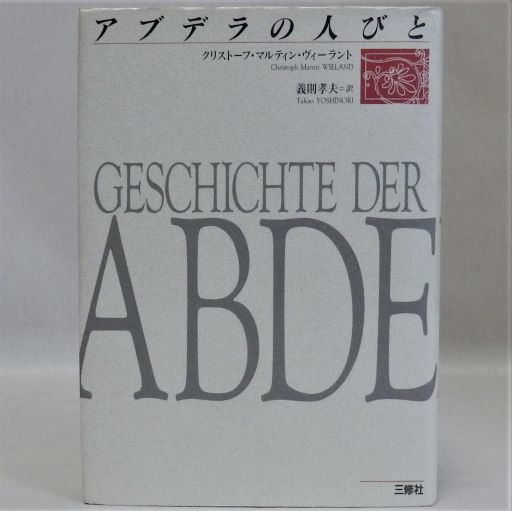 アブデラの人びと
クリストーフ・マルティン・ヴィーラント
Christoph Martin WIELAND
義則孝夫=訳
Takao YOSHINORI
GESCHICHTE DER
ABDE
三修社